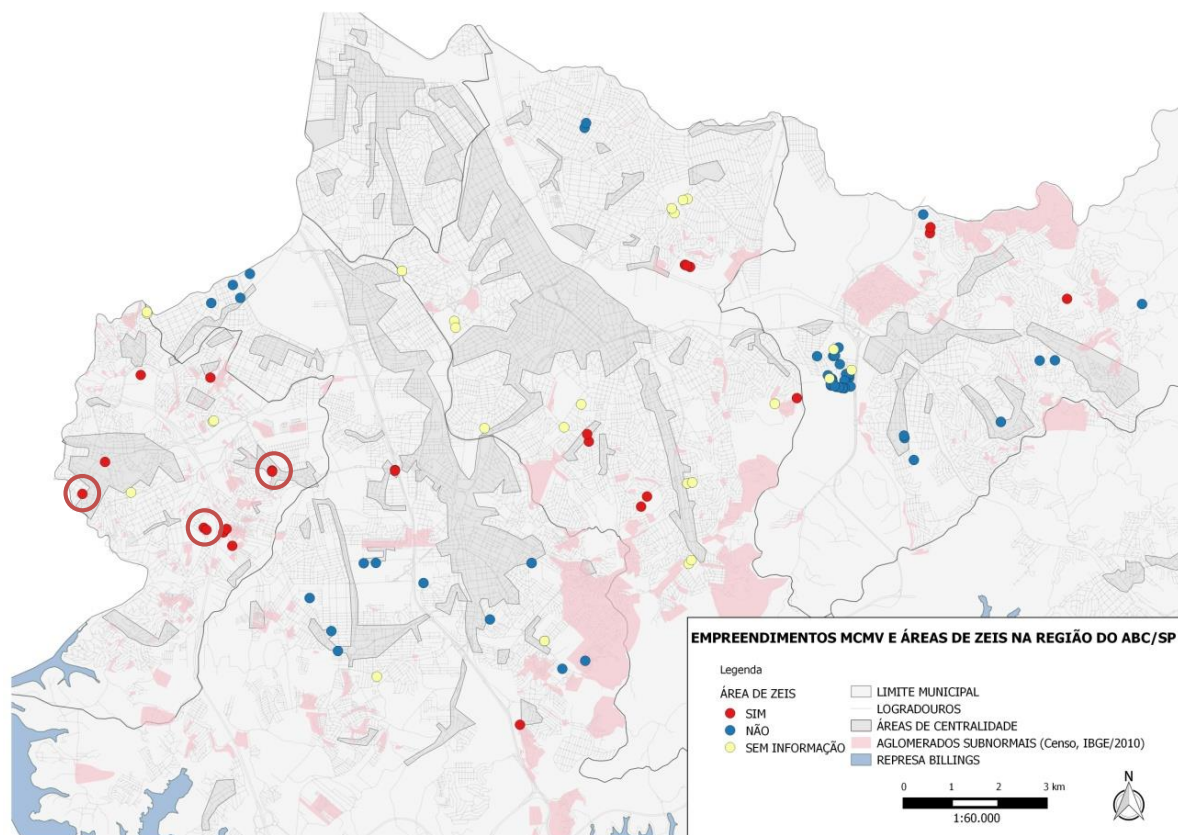 EMPREENDIMENTOS MCMV E ÁREAS DE ZEIS NA REGIÃO DO ABC/SP
Legenda
ÁREA DE ZEIS
SIM
NÃO
SEM INFORMAÇÃO
LIMITE MUNICIPAL
LOGRADOUROS
ÁREAS DE CENTRALIDADE
AGLOMERADOS SUBNORMAIS (Censo, IBGE/2010)
REPRESA BILLINGS
0 1 2 3 km
1:60.000
N